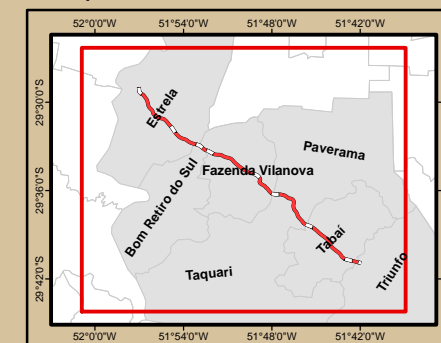 52°0'0"W 51°54'0"W 51°48'0"W 51°42'0"W
29°30'0"S
29°36'0"S
29°42'0"S
Estrela
Paverama
Fazenda Vilanova
Bom Retiro do Sul
Tabaí
Taquari
Triunfo
52°0'0"W 51°54'0"W 51°48'0"W 51°42'0"W